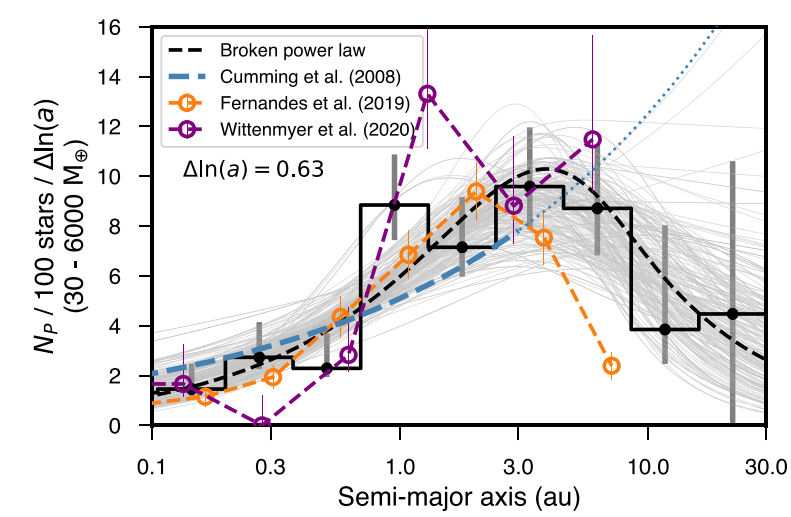 16
14
12
10
8
6
4
2
0
N_P / 100 stars / Δln(a)
(30 - 6000 M_⊕)
Broken power law
Cumming et al. (2008)
Fernandes et al. (2019)
Wittenmyer et al. (2020)
Δln(a) = 0.63
0.1 0.3 1.0 3.0 10.0 30.0
Semi-major axis (au)